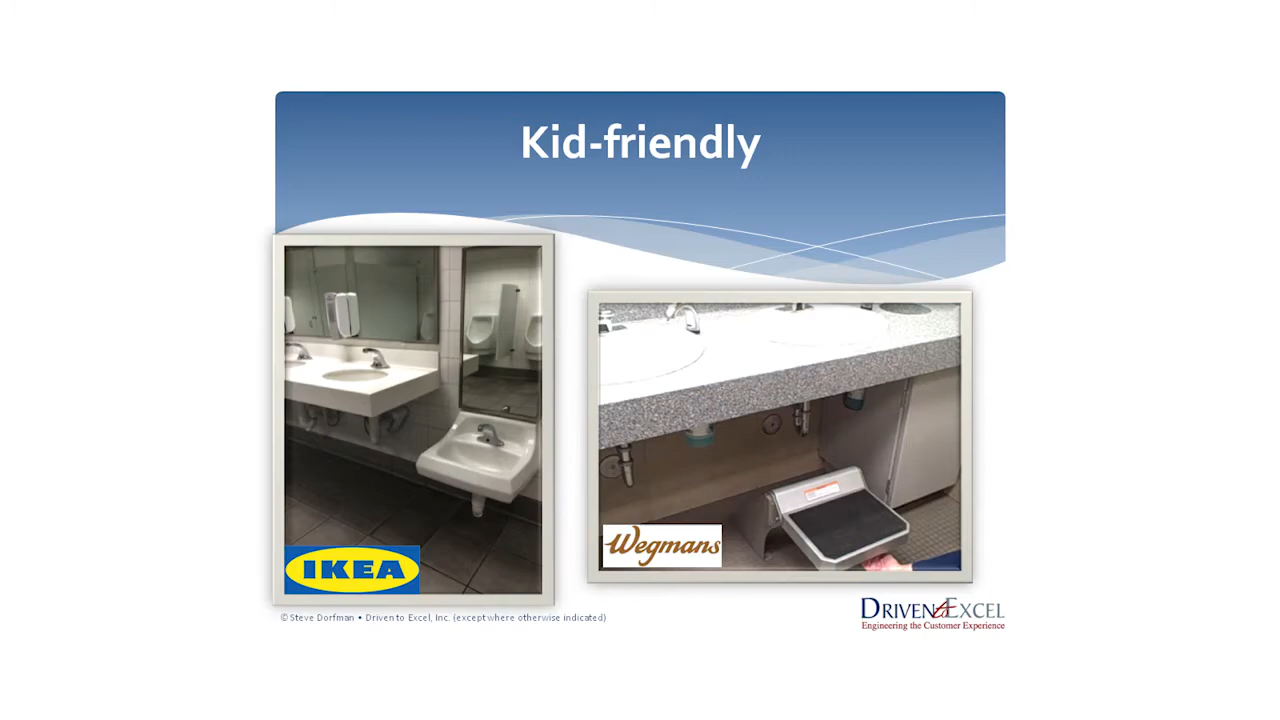 Kid-friendly
IKEA
Wegmans
© Steve Dorfman • Driven to Excel, Inc. (except where otherwise indicated)
DRIVEN to EXCEL
Engineering the Customer Experience